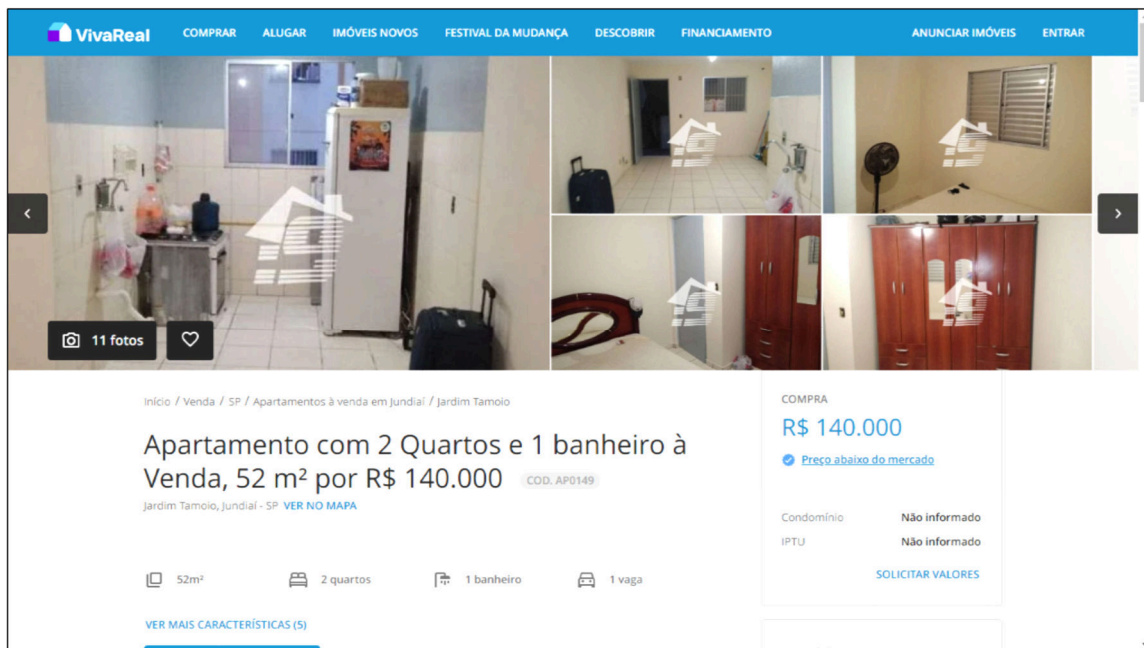 VivaReal
COMPRAR
ALUGAR
IMÓVEIS NOVOS
FESTIVAL DA MUDANÇA
DESCOBRIR
FINANCIAMENTO
ANUNCIAR IMÓVEIS
ENTRAR
11 fotos
Início / Venda / SP / Apartamentos à venda em Jundiaí / Jardim Tamoio
Apartamento com 2 Quartos e 1 banheiro à
Venda, 52 m² por R$ 140.000 COD. AP0149
Jardim Tamoio, Jundiaí - SP VER NO MAPA
52m²
2 quartos
1 banheiro
1 vaga
VER MAIS CARACTERÍSTICAS (5)
COMPRA
R$ 140.000
Preço abaixo do mercado
Condomínio Não informado
IPTU Não informado
SOLICITAR VALORES